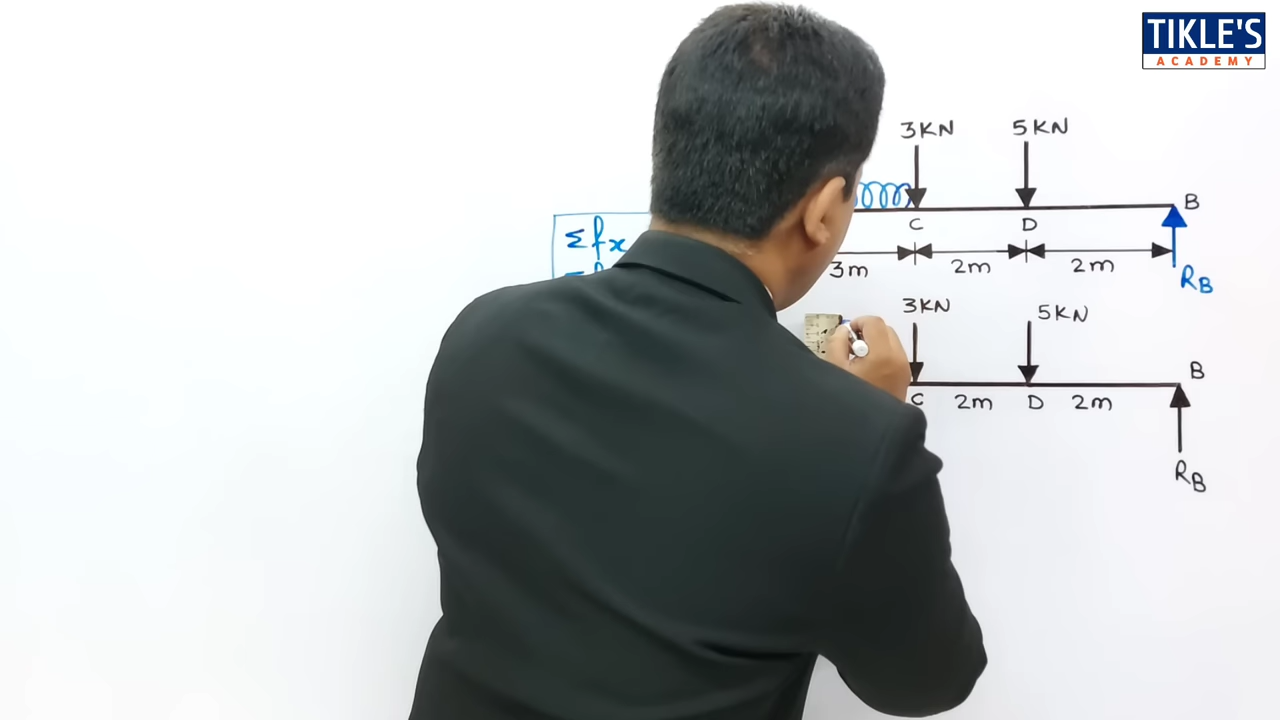 TIKLE'S
ACADEMY
3KN 5KN
B
C D
Σfx
3m 2m 2m
RB
3KN 5KN
B
C 2m D 2m
RB